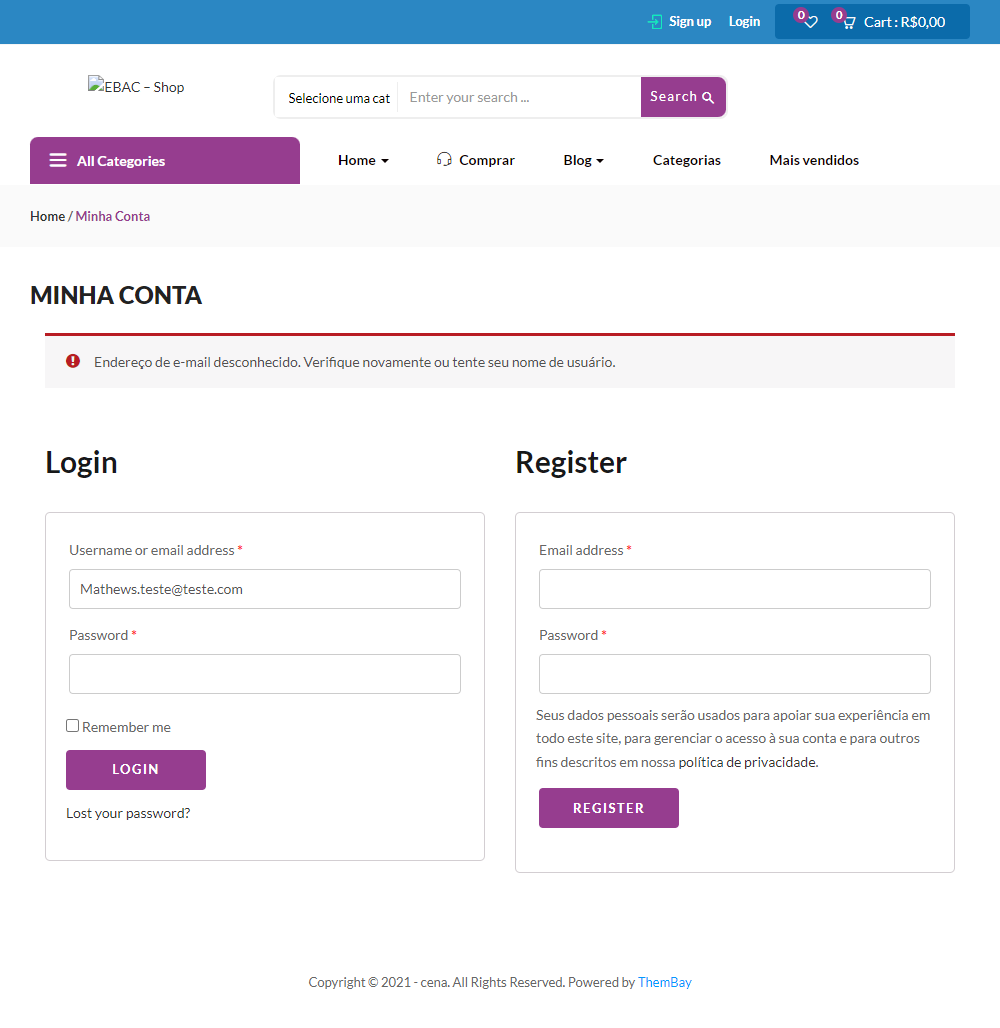 Sign up Login 0 0 Cart : R$0,00
EBAC – Shop
Selecione uma cat Enter your search ... Search
All Categories Home Comprar Blog Categorias Mais vendidos
Home / Minha Conta
MINHA CONTA
Endereço de e-mail desconhecido. Verifique novamente ou tente seu nome de usuário.
Login
Username or email address *
Mathews.teste@teste.com
Password *
Remember me
LOGIN
Lost your password?
Register
Email address *
Password *
Seus dados pessoais serão usados para apoiar sua experiência em
todo este site, para gerenciar o acesso à sua conta e para outros
fins descritos em nossa política de privacidade.
REGISTER
Copyright © 2021 - cena. All Rights Reserved. Powered by ThemBay